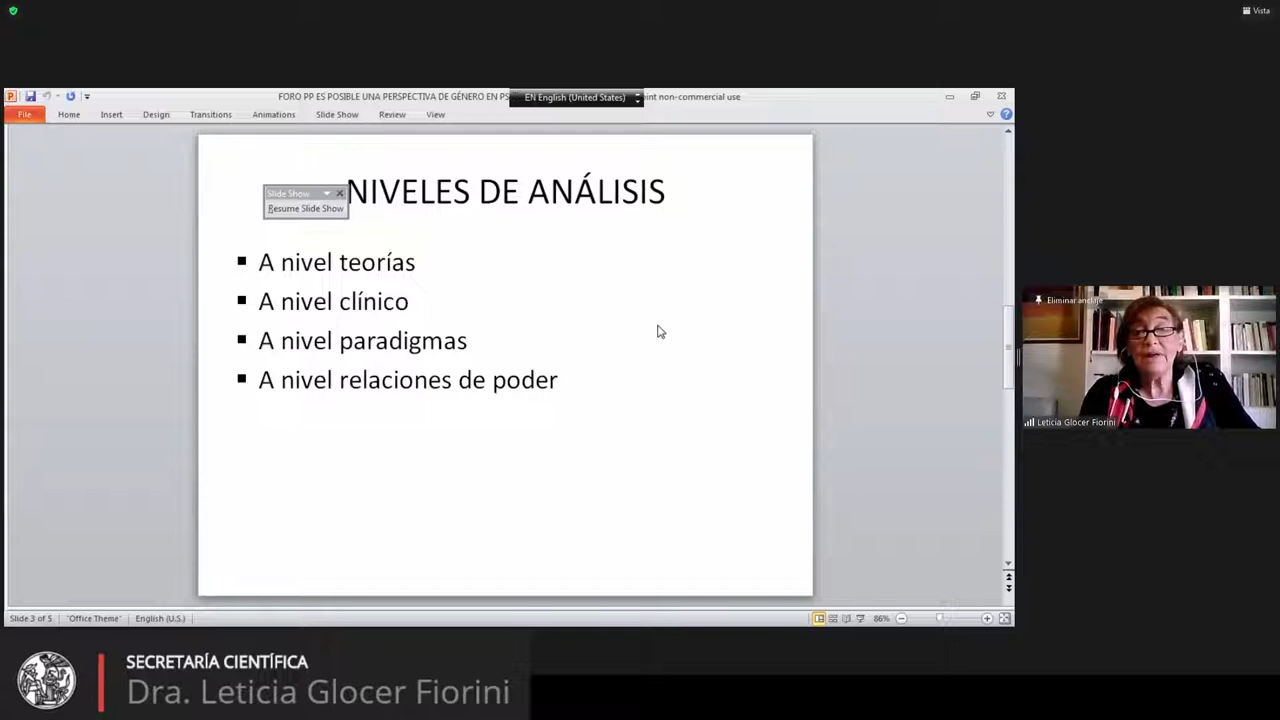 Vista
FORO PP ES POSIBLE UNA PERSPECTIVA DE GÉNERO EN PS
EN English (United States)
int non-commercial use
File Home Insert Design Transitions Animations Slide Show Review View
NIVELES DE ANÁLISIS
Slide Show
Resume Slide Show
A nivel teorías
A nivel clínico
A nivel paradigmas
A nivel relaciones de poder
Eliminar anclaje
Leticia Glocer Fiorini
Slide 3 of 5 "Office Theme" English (U.S.) 86%
SECRETARÍA CIENTÍFICA
Dra. Leticia Glocer Fiorini